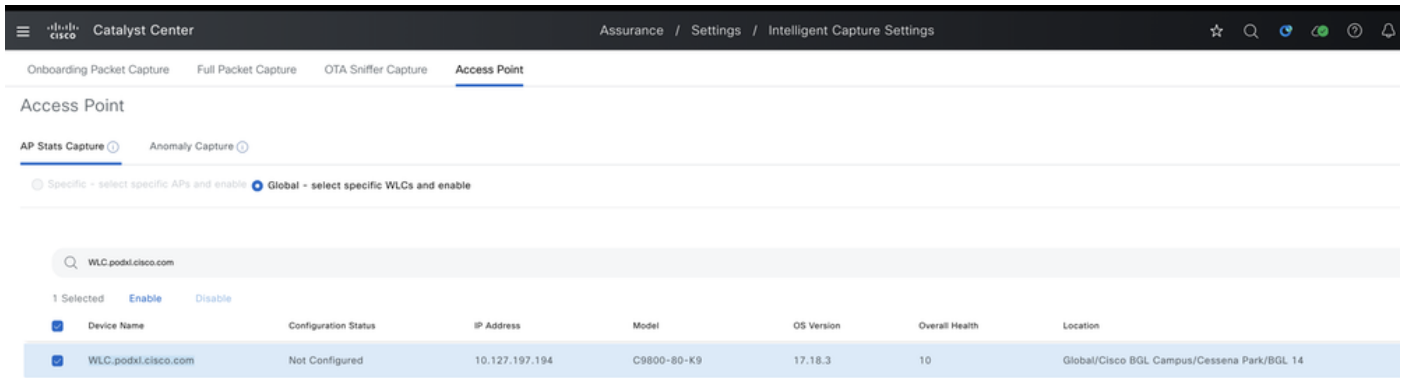 cisco Catalyst Center Assurance / Settings / Intelligent Capture Settings
Onboarding Packet Capture Full Packet Capture OTA Sniffer Capture Access Point
Access Point
AP Stats Capture Anomaly Capture
Specific - select specific APs and enable Global - select specific WLCs and enable
WLC.podxl.cisco.com
1 Selected Enable Disable
Device Name Configuration Status IP Address Model OS Version Overall Health Location
WLC.podxl.cisco.com Not Configured 10.127.197.194 C9800-80-K9 17.18.3 10 Global/Cisco BGL Campus/Cessena Park/BGL 14